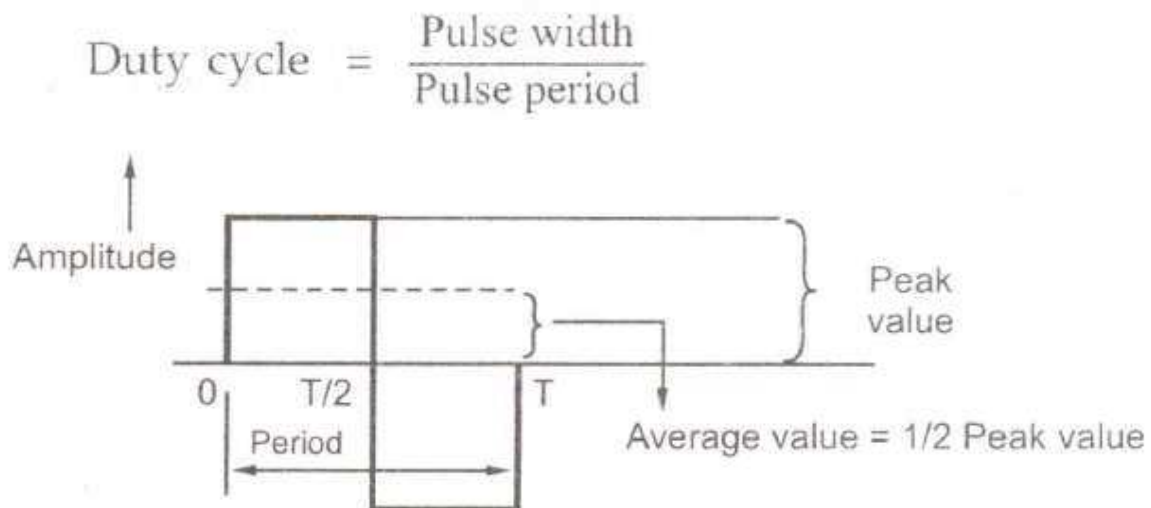 Duty cycle = Pulse width
Pulse period
Amplitude
Peak
value
0 T/2 T
Period
Average value = 1/2 Peak value